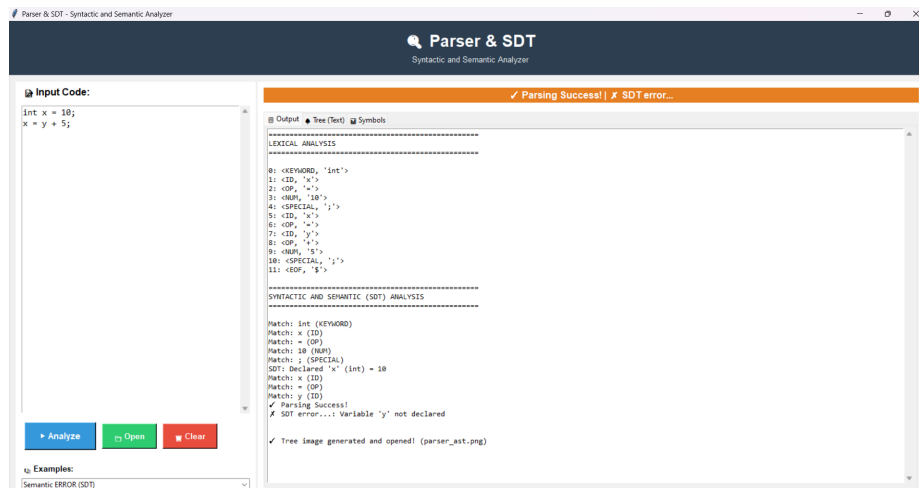 Parser & SDT - Syntactic and Semantic Analyzer
Parser & SDT
Syntactic and Semantic Analyzer
Input Code:
int x = 10;
x = y + 5;
► Analyze
Open
Clear
Examples:
Semantic ERROR (SDT)
✓ Parsing Success! | ✗ SDT error...
Output Tree (Text) Symbols
==================================================
LEXICAL ANALYSIS
==================================================
0: <KEYWORD, 'int'>
1: <ID, 'x'>
2: <OP, '='>
3: <NUM, '10'>
4: <SPECIAL, ';'>
5: <ID, 'x'>
6: <OP, '='>
7: <ID, 'y'>
8: <OP, '+'>
9: <NUM, '5'>
10: <SPECIAL, ';'>
11: <EOF, '$'>
==================================================
SYNTACTIC AND SEMANTIC (SDT) ANALYSIS
==================================================
Match: int (KEYWORD)
Match: x (ID)
Match: = (OP)
Match: 10 (NUM)
Match: ; (SPECIAL)
SDT: Declared 'x' (int) = 10
Match: x (ID)
Match: = (OP)
Match: y (ID)
✓ Parsing Success!
✗ SDT error...: Variable 'y' not declared
✓ Tree image generated and opened! (parser_ast.png)